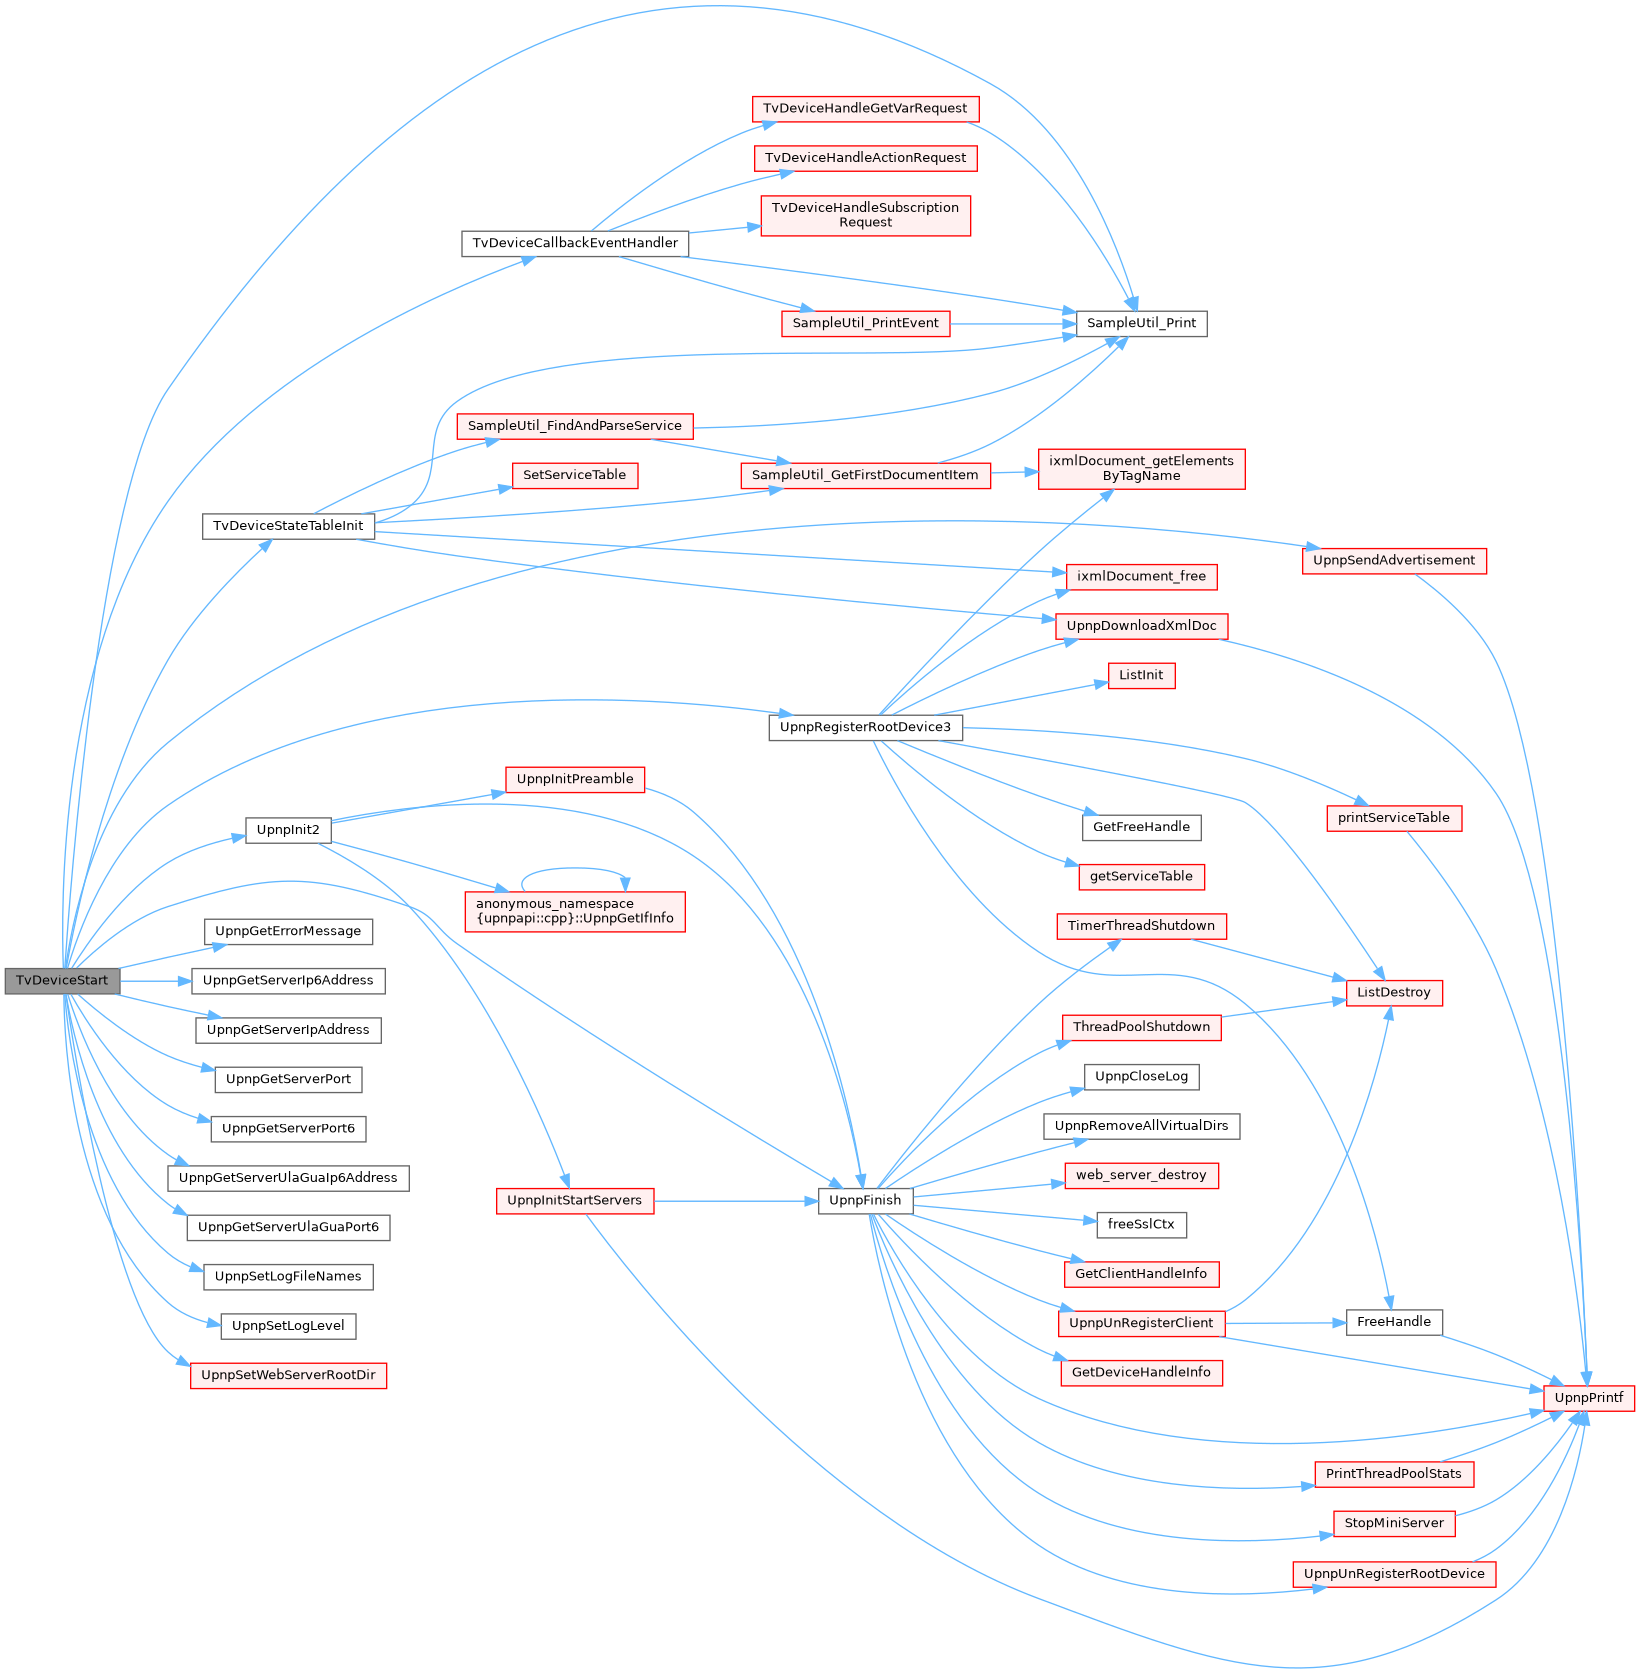 TvDeviceHandleGetVarRequest
TvDeviceHandleActionRequest
TvDeviceHandleSubscription
Request
TvDeviceCallbackEventHandler
SampleUtil_PrintEvent
SampleUtil_Print
SampleUtil_FindAndParseService
SetServiceTable
SampleUtil_GetFirstDocumentItem
ixmlDocument_getElements
ByTagName
TvDeviceStateTableInit
UpnpSendAdvertisement
ixmlDocument_free
UpnpDownloadXmlDoc
ListInit
UpnpRegisterRootDevice3
UpnpInitPreamble
UpnpInit2
GetFreeHandle
printServiceTable
getServiceTable
anonymous_namespace
{upnpapi::cpp}::UpnpGetIfInfo
UpnpGetErrorMessage
TimerThreadShutdown
TvDeviceStart
UpnpGetServerIp6Address
ListDestroy
UpnpGetServerIpAddress
ThreadPoolShutdown
UpnpGetServerPort
UpnpCloseLog
UpnpGetServerPort6
UpnpRemoveAllVirtualDirs
UpnpGetServerUlaGuaIp6Address
web_server_destroy
UpnpInitStartServers
UpnpFinish
UpnpGetServerUlaGuaPort6
freeSslCtx
UpnpSetLogFileNames
GetClientHandleInfo
UpnpSetLogLevel
UpnpUnRegisterClient
FreeHandle
UpnpSetWebServerRootDir
GetDeviceHandleInfo
UpnpPrintf
PrintThreadPoolStats
StopMiniServer
UpnpUnRegisterRootDevice